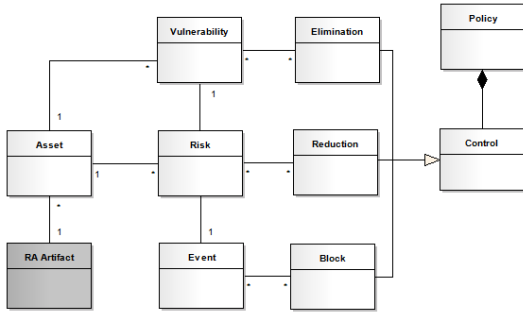 Policy
Vulnerability
Elimination
*
*
*
1
1
Asset
Risk
Reduction
Control
1
*
*
*
*
1
1
RA Artifact
Event
Block
*
*